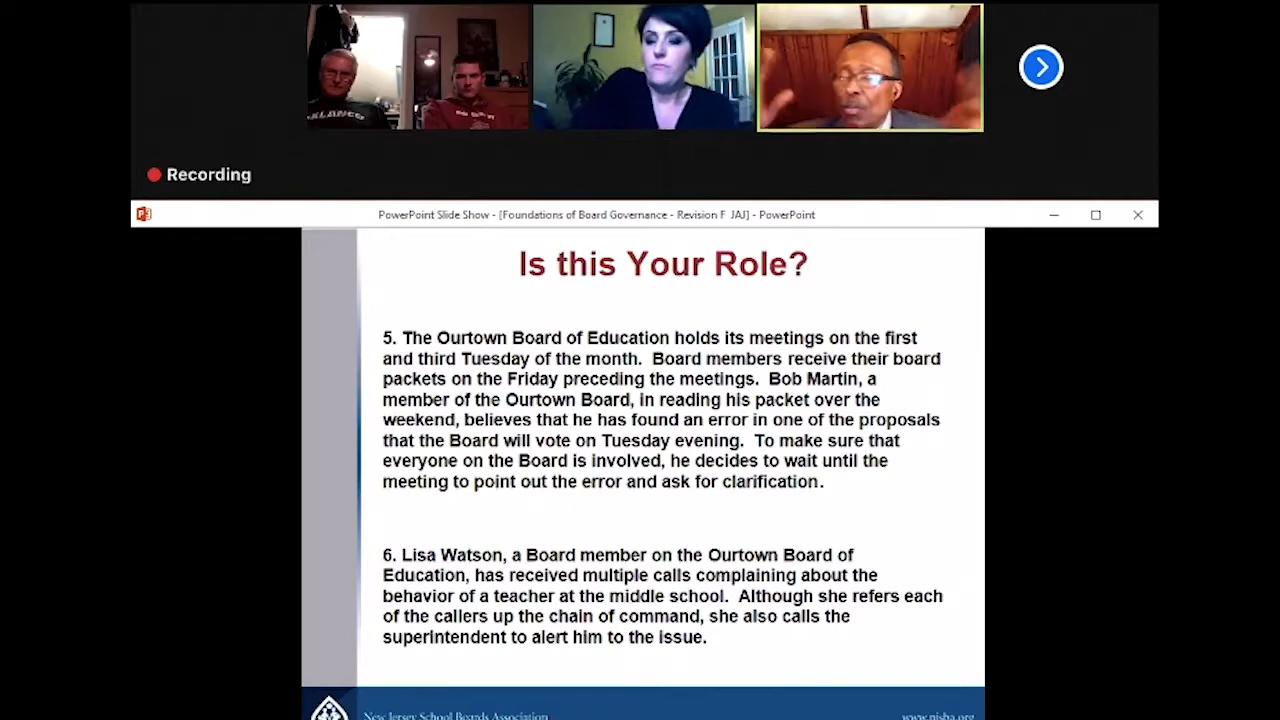 Recording
PowerPoint Slide Show - [Foundations of Board Governance - Revision F JAJ] - PowerPoint
Is this Your Role?
5. The Ourtown Board of Education holds its meetings on the first
and third Tuesday of the month. Board members receive their board
packets on the Friday preceding the meetings. Bob Martin, a
member of the Ourtown Board, in reading his packet over the
weekend, believes that he has found an error in one of the proposals
that the Board will vote on Tuesday evening. To make sure that
everyone on the Board is involved, he decides to wait until the
meeting to point out the error and ask for clarification.
6. Lisa Watson, a Board member on the Ourtown Board of
Education, has received multiple calls complaining about the
behavior of a teacher at the middle school. Although she refers each
of the callers up the chain of command, she also calls the
superintendent to alert him to the issue.
New Jersey School Boards Association
www.njsba.org